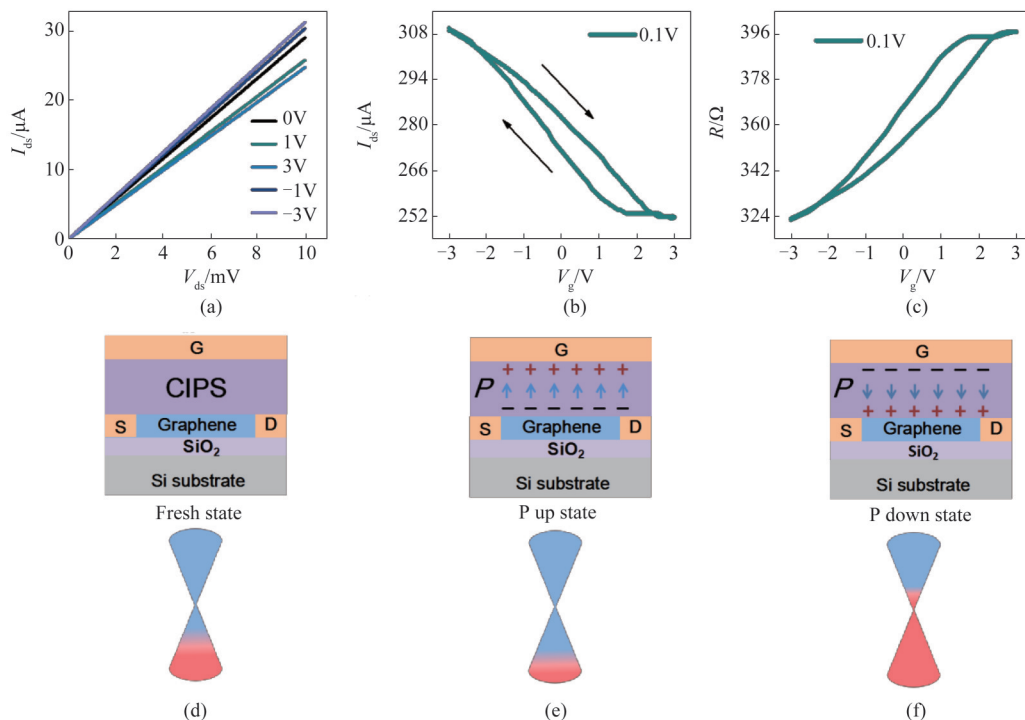 30
20
10
0
I_ds/μA
0V
1V
3V
−1V
−3V
0 2 4 6 8 10
V_ds/mV
(a)
308
294
280
266
252
I_ds/μA
0.1V
−3 −2 −1 0 1 2 3
V_g/V
(b)
396
378
360
342
324
R/Ω
0.1V
−3 −2 −1 0 1 2 3
V_g/V
(c)
G
CIPS
S Graphene D
SiO₂
Si substrate
Fresh state
(d)
G
+ + + + + +
P
− − − − − −
S Graphene D
SiO₂
Si substrate
P up state
(e)
G
− − − − − −
P
+ + + + + +
S Graphene D
SiO₂
Si substrate
P down state
(f)